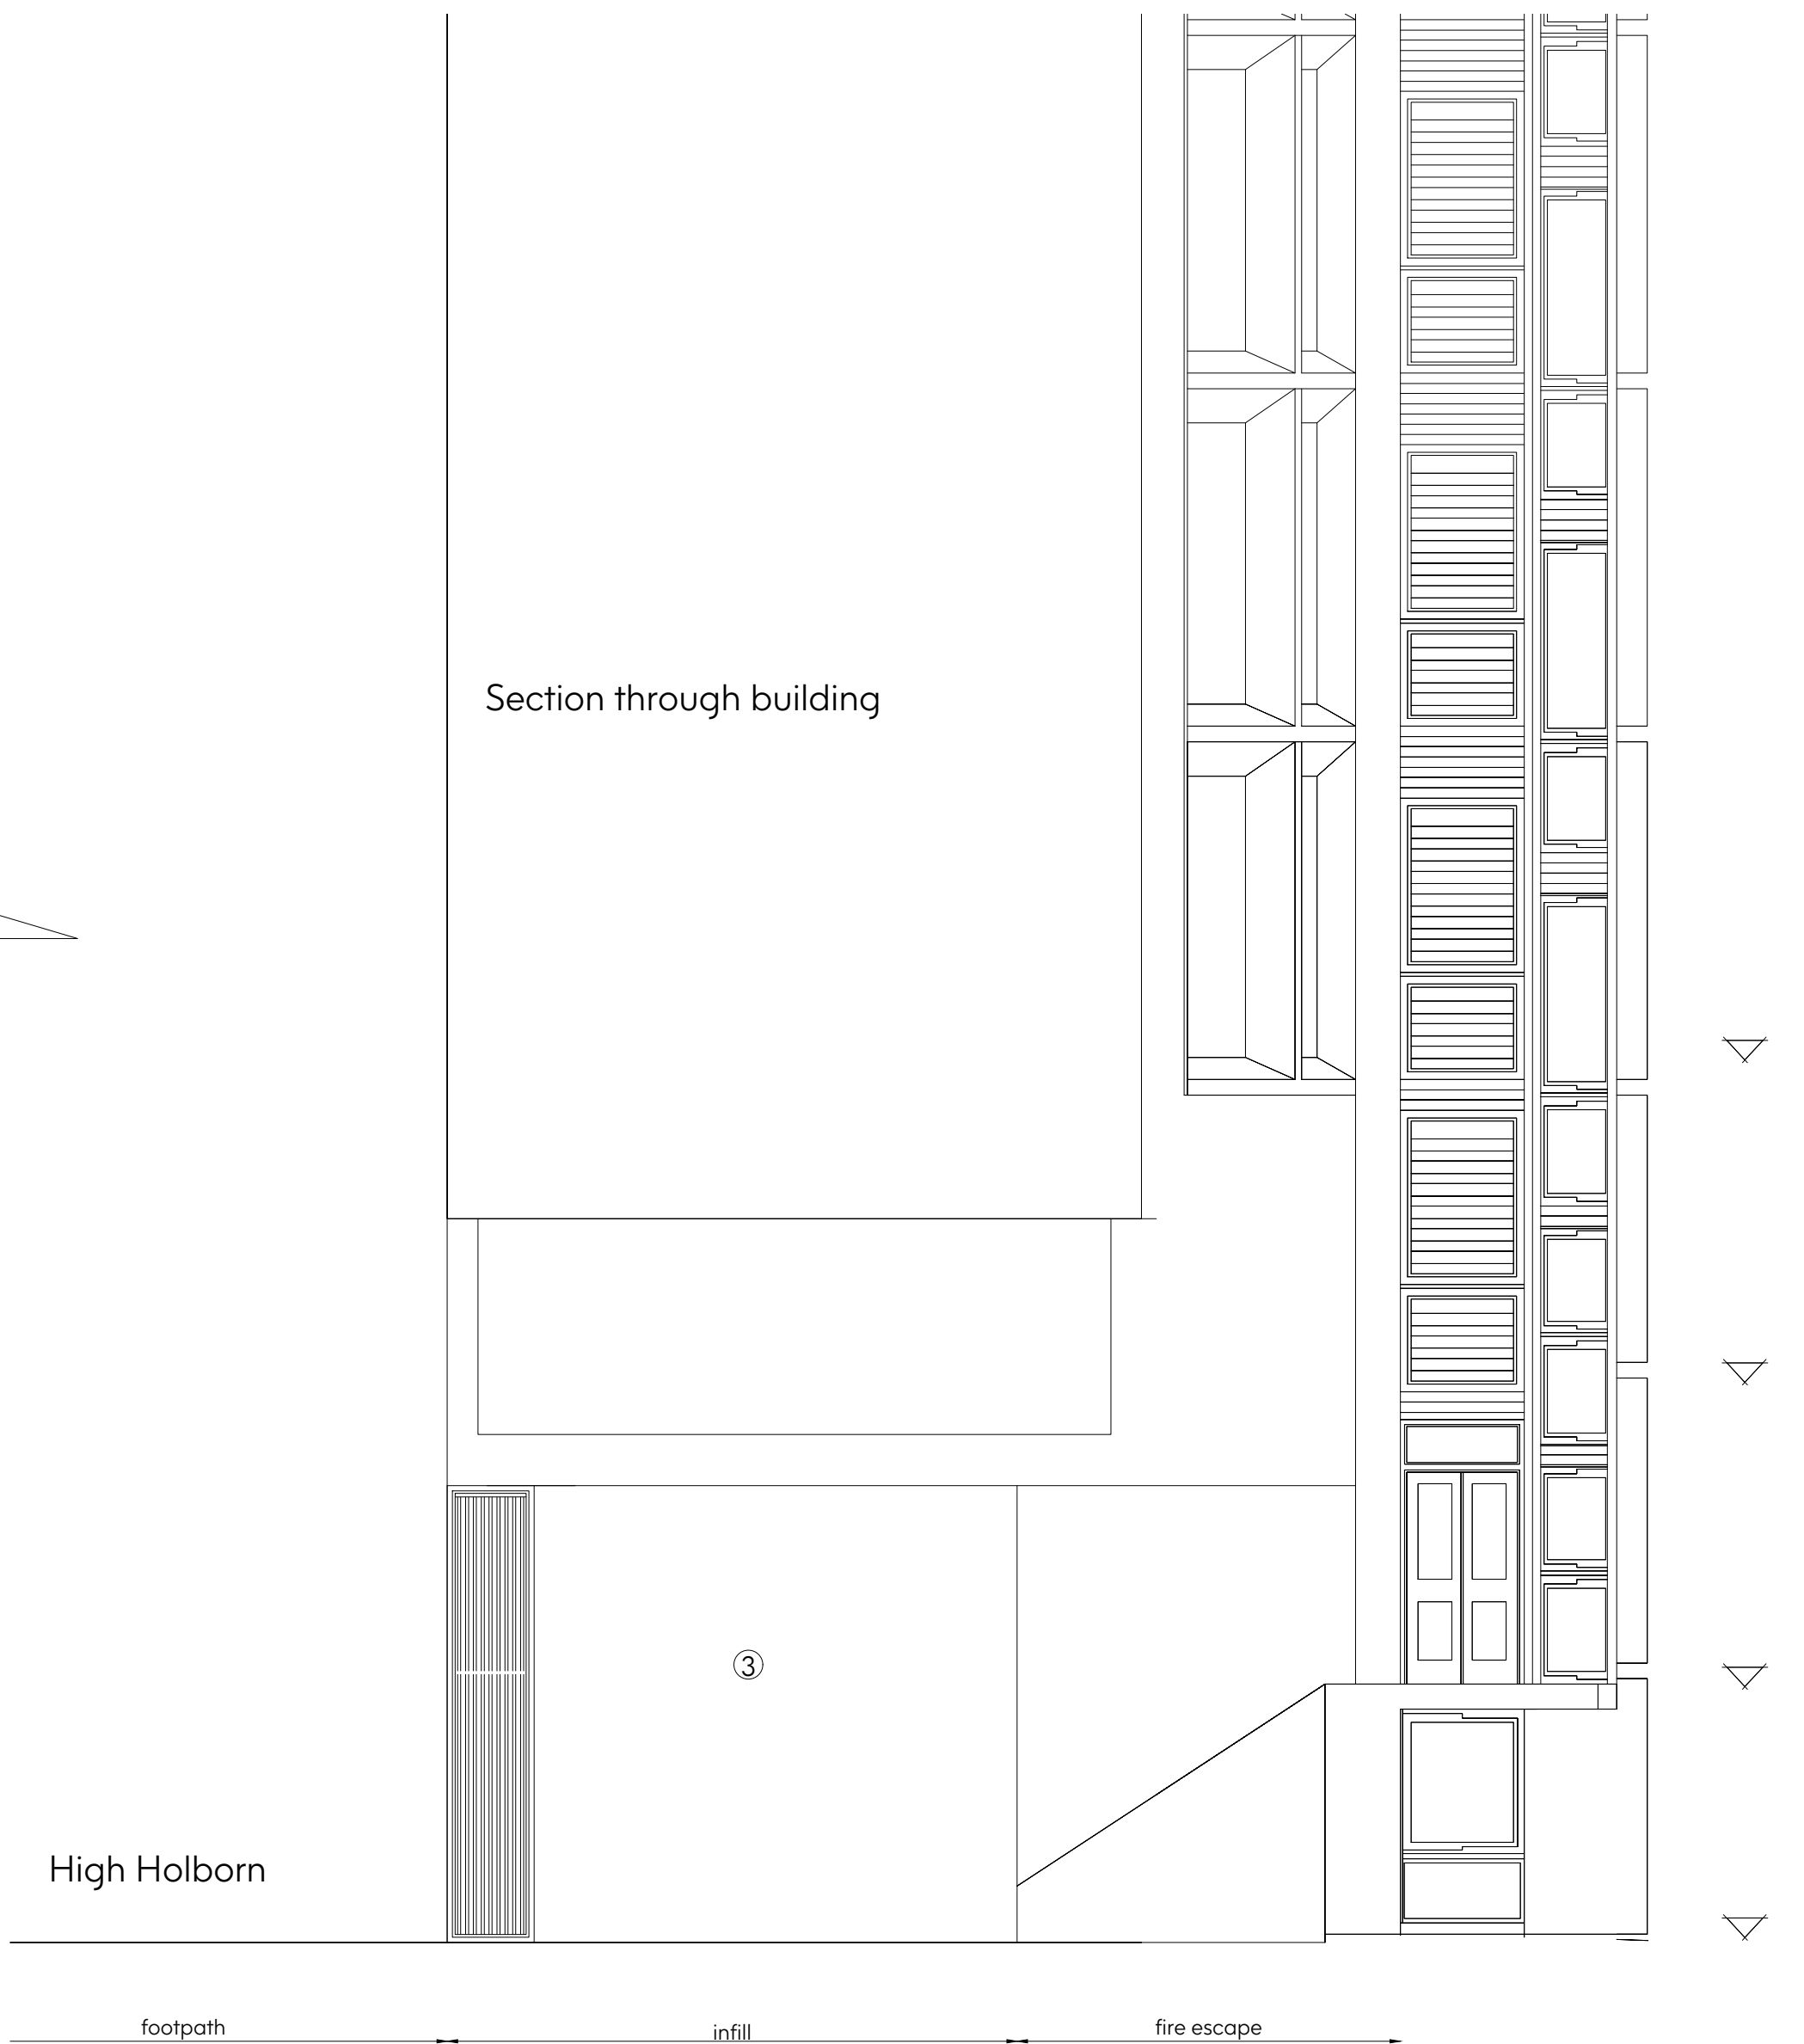 Section through building
3
High Holborn
footpath
infill
fire escape